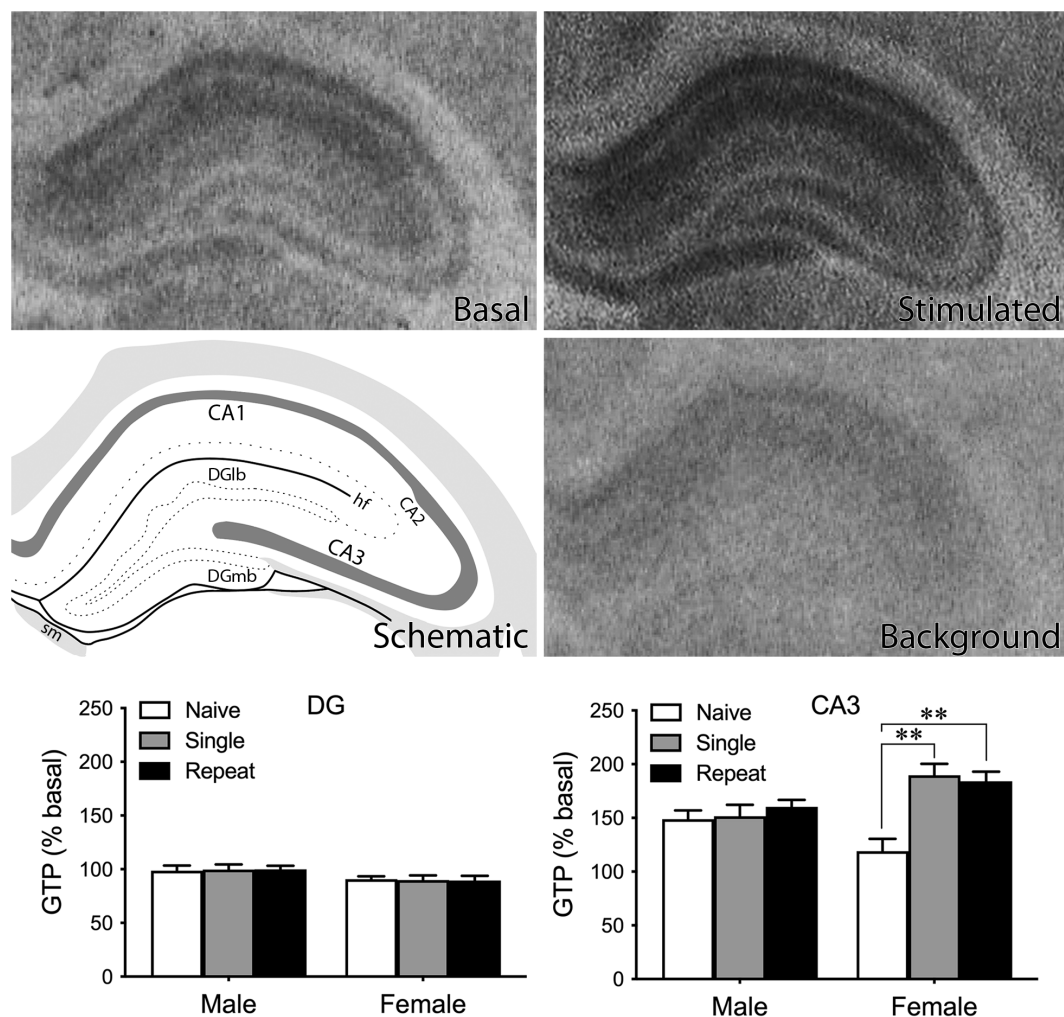 Basal
Stimulated
CA1
DGlb
hf
CA2
CA3
DGmb
sm
Schematic
Background
DG
Naive
Single
Repeat
GTP (% basal)
250
200
150
100
50
0
Male
Female
CA3
Naive
Single
Repeat
**
**
GTP (% basal)
250
200
150
100
50
0
Male
Female